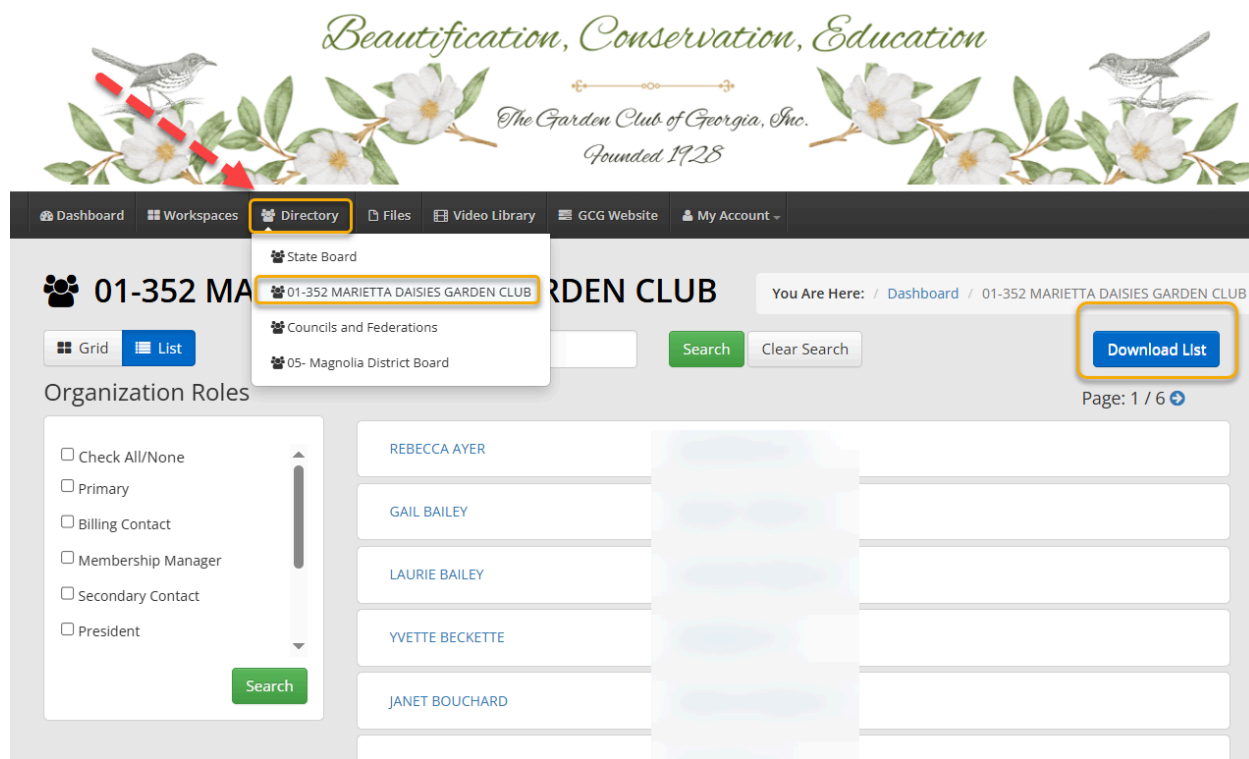 Beautification, Conservation, Education
The Garden Club of Georgia, Inc.
Founded 1928
Dashboard Workspaces Directory Files Video Library GCG Website My Account
State Board
01-352 MARIETTA DAISIES GARDEN CLUB
Councils and Federations
05- Magnolia District Board
01-352 MA RDEN CLUB
You Are Here: / Dashboard / 01-352 MARIETTA DAISIES GARDEN CLUB
Grid List Search Clear Search Download List
Organization Roles
Page: 1 / 6
Check All/None
Primary
Billing Contact
Membership Manager
Secondary Contact
President
Search
REBECCA AYER
GAIL BAILEY
LAURIE BAILEY
YVETTE BECKETTE
JANET BOUCHARD